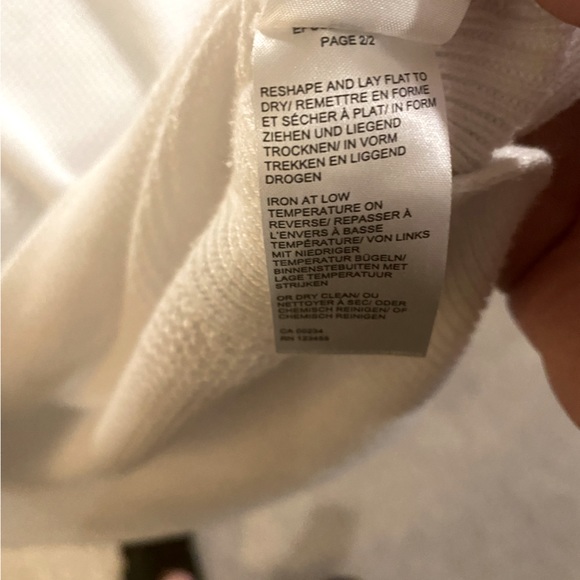 PAGE 2/2
RESHAPE AND LAY FLAT TO
DRY/ REMETTRE EN FORME
ET SÉCHER À PLAT/ IN FORM
ZIEHEN UND LIEGEND
TROCKNEN/ IN VORM
TREKKEN EN LIGGEND
DROGEN
IRON AT LOW
TEMPERATURE ON
REVERSE/ REPASSER À
L'ENVERS À BASSE
TEMPÉRATURE/ VON LINKS
MIT NIEDRIGER
TEMPERATUR BÜGELN/
BINNENSTEBUITEN MET
LAGE TEMPERATUUR
STRIJKEN
OR DRY CLEAN/ OU
NETTOYER À SEC/ ODER
CHEMISCH REINIGEN/ OF
CHEMISCH REINIGEN
CA
RN